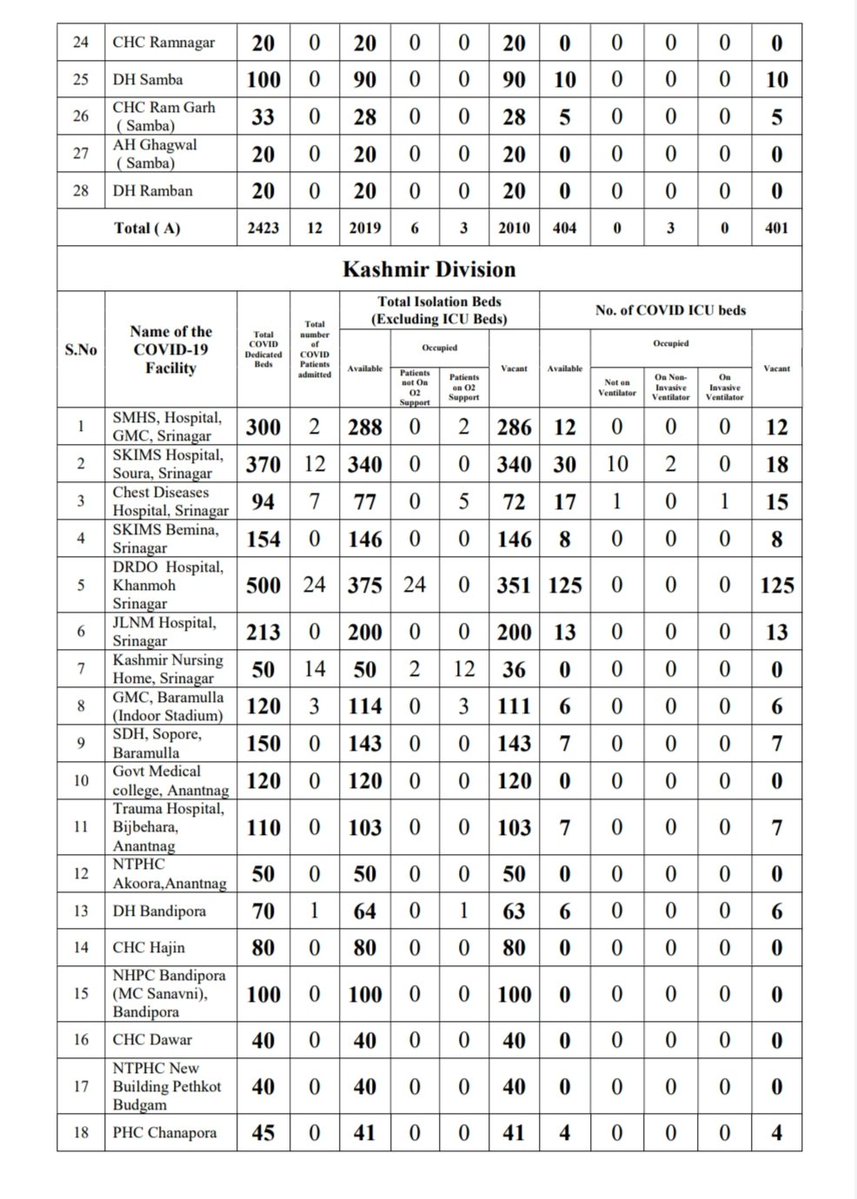 24 CHC Ramnagar 20 0 20 0 0 20 0 0 0 0 0
25 DH Samba 100 0 90 0 0 90 10 0 0 0 10
26 CHC Ram Garh ( Samba) 33 0 28 0 0 28 5 0 0 0 5
27 AH Ghagwal ( Samba) 20 0 20 0 0 20 0 0 0 0 0
28 DH Ramban 20 0 20 0 0 20 0 0 0 0 0
Total ( A) 2423 12 2019 6 3 2010 404 0 3 0 401
Kashmir Division
S.No Name of the COVID-19 Facility Total COVID Dedicated Beds Total number of COVID Patients admitted Total Isolation Beds (Excluding ICU Beds) No. of COVID ICU beds
Available Occupied Vacant Available Occupied Vacant
Patients not On O2 Support Patients on O2 Support Not on Ventilator On Non-Invasive Ventilator On Invasive Ventilator
1 SMHS, Hospital, GMC, Srinagar 300 2 288 0 2 286 12 0 0 0 12
2 SKIMS Hospital, Soura, Srinagar 370 12 340 0 0 340 30 10 2 0 18
3 Chest Diseases Hospital, Srinagar 94 7 77 0 5 72 17 1 0 1 15
4 SKIMS Bemina, Srinagar 154 0 146 0 0 146 8 0 0 0 8
5 DRDO Hospital, Khanmoh Srinagar 500 24 375 24 0 351 125 0 0 0 125
6 JLNM Hospital, Srinagar 213 0 200 0 0 200 13 0 0 0 13
7 Kashmir Nursing Home, Srinagar 50 14 50 2 12 36 0 0 0 0 0
8 GMC, Baramulla (Indoor Stadium) 120 3 114 0 3 111 6 0 0 0 6
9 SDH, Sopore, Baramulla 150 0 143 0 0 143 7 0 0 0 7
10 Govt Medical college, Anantnag 120 0 120 0 0 120 0 0 0 0 0
11 Trauma Hospital, Bijbehara, Anantnag 110 0 103 0 0 103 7 0 0 0 7
12 NTPHC Akoora,Anantnag 50 0 50 0 0 50 0 0 0 0 0
13 DH Bandipora 70 1 64 0 1 63 6 0 0 0 6
14 CHC Hajin 80 0 80 0 0 80 0 0 0 0 0
15 NHPC Bandipora (MC Sanavni), Bandipora 100 0 100 0 0 100 0 0 0 0 0
16 CHC Dawar 40 0 40 0 0 40 0 0 0 0 0
17 NTPHC New Building Pethkot Budgam 40 0 40 0 0 40 0 0 0 0 0
18 PHC Chanapora 45 0 41 0 0 41 4 0 0 0 4